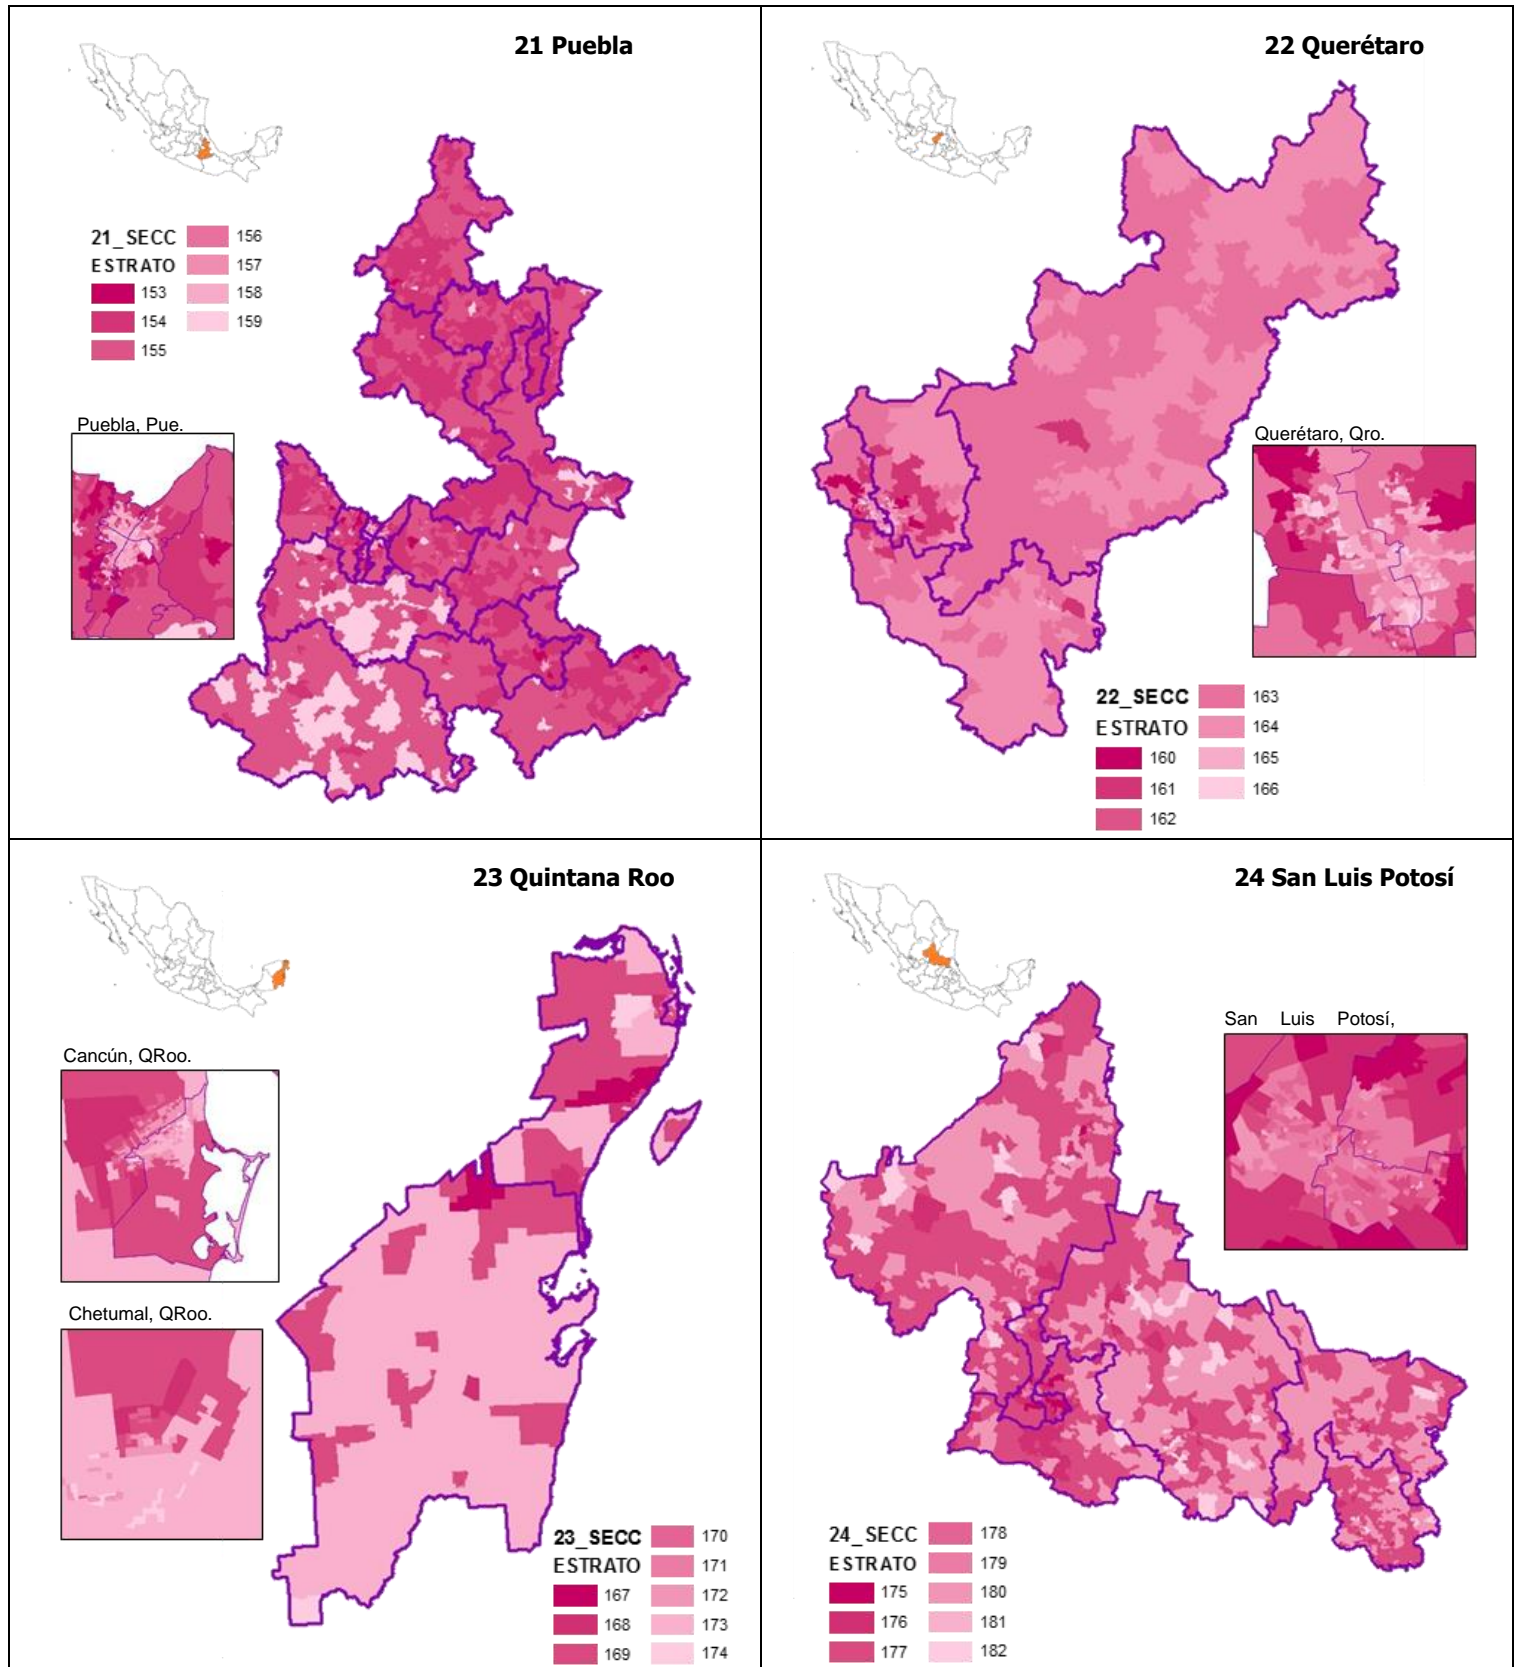 21 Puebla
21_SECC
ESTRATO
153
154
155
156
157
158
159
Puebla, Pue.
22 Querétaro
Querétaro, Qro.
22_SECC
ESTRATO
160
161
162
163
164
165
166
23 Quintana Roo
Cancún, QRoo.
Chetumal, QRoo.
23_SECC
ESTRATO
167
168
169
170
171
172
173
174
24 San Luis Potosí
San Luis Potosí,
24_SECC
ESTRATO
175
176
177
178
179
180
181
182